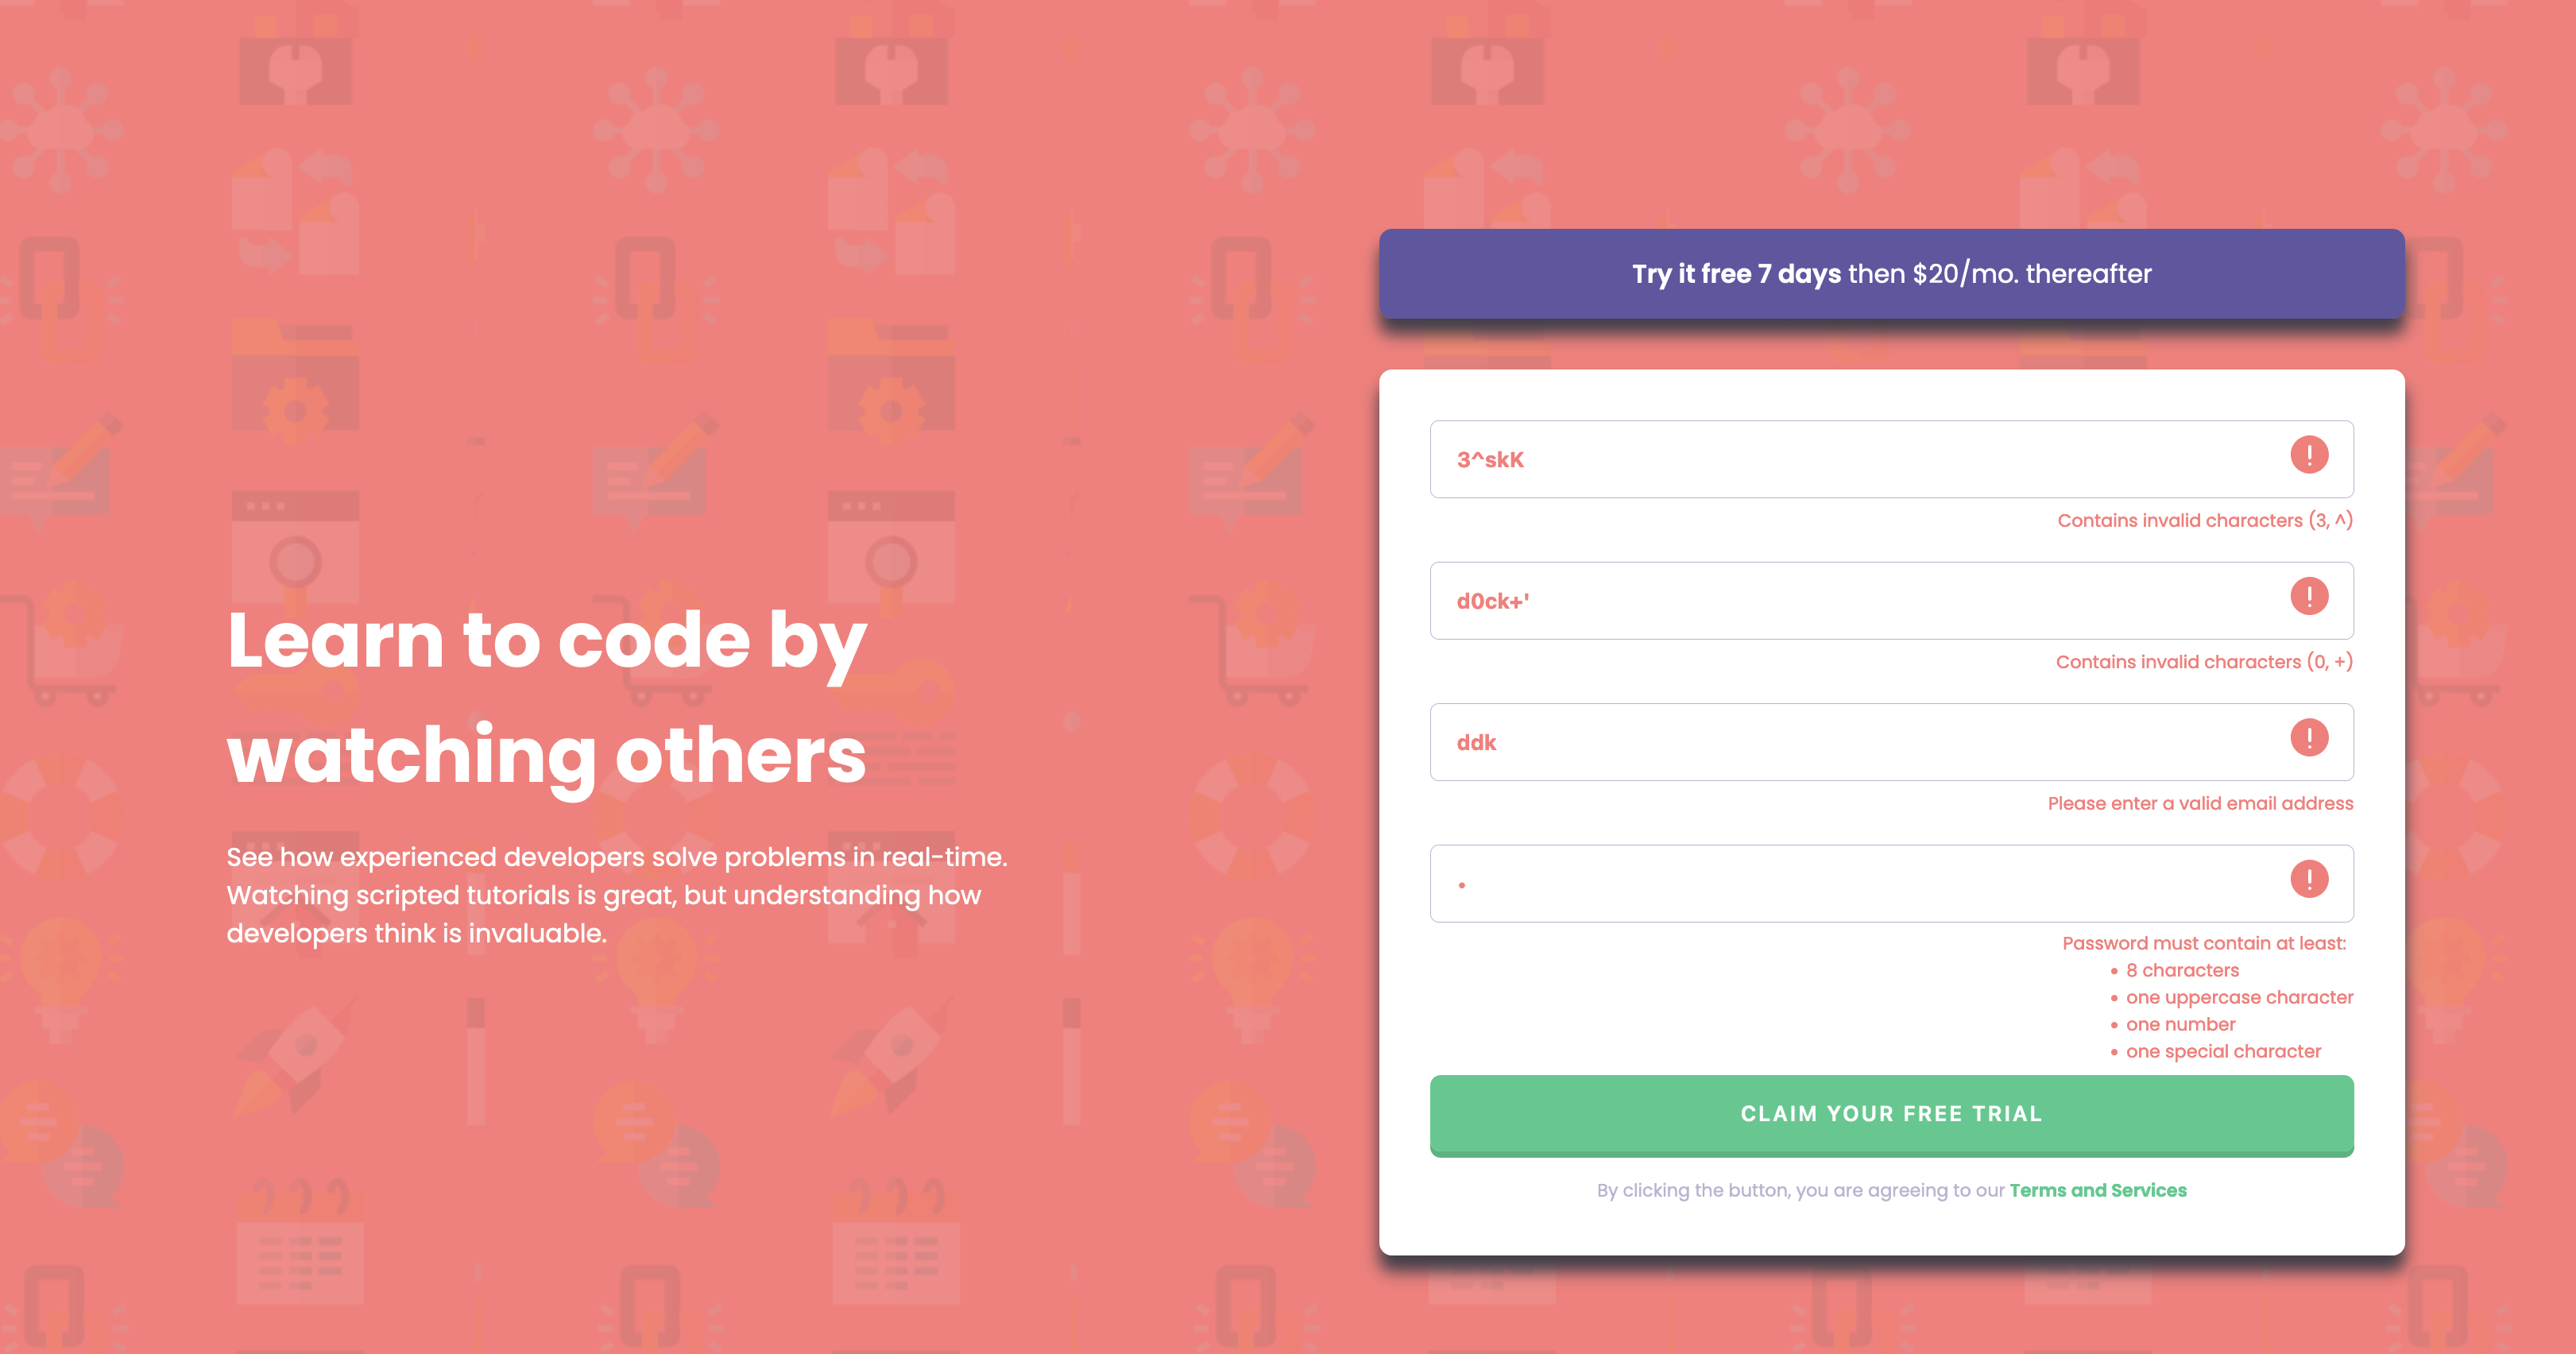 Learn to code by
watching others
See how experienced developers solve problems in real-time.
Watching scripted tutorials is great, but understanding how
developers think is invaluable.
Try it free 7 days then $20/mo. thereafter
3^skK
Contains invalid characters (3, ^)
d0ck+'
Contains invalid characters (0, +)
ddk
Please enter a valid email address
•
Password must contain at least:
• 8 characters
• one uppercase character
• one number
• one special character
CLAIM YOUR FREE TRIAL
By clicking the button, you are agreeing to our Terms and Services